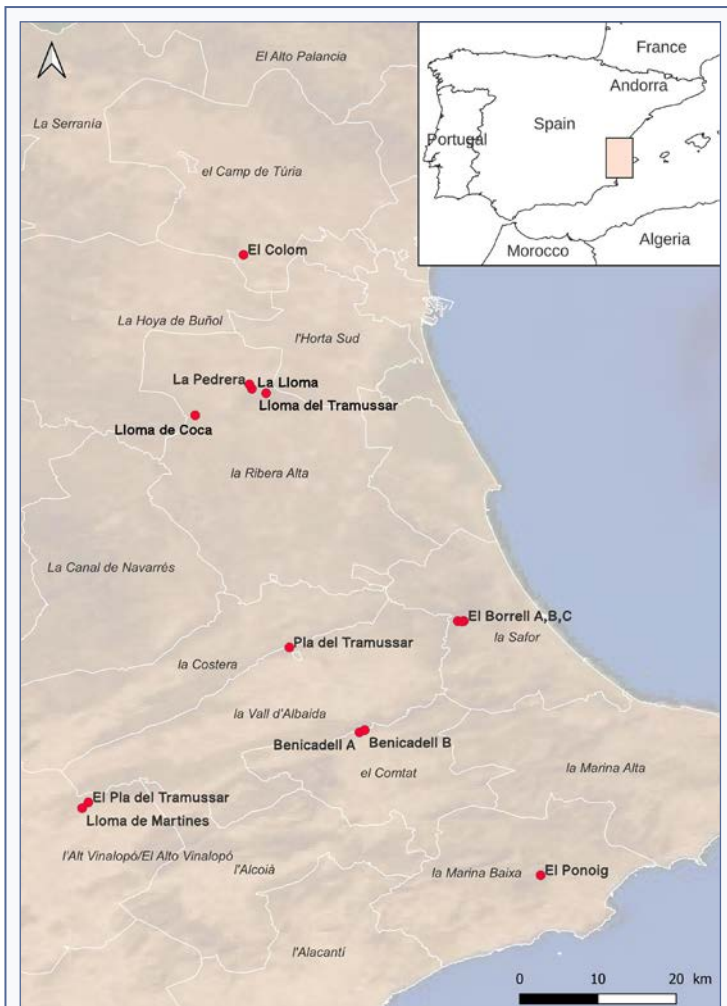 El Alto Palancia
La Serranía
el Camp de Túria
El Colom
La Hoya de Buñol
l'Horta Sud
La Pedrera
La Lloma
Lloma del Tramussar
Lloma de Coca
la Ribera Alta
La Canal de Navarrés
El Borrell A,B,C
la Safor
Pla del Tramussar
la Costera
la Vall d'Albaida
Benicadell A
Benicadell B
el Comtat
la Marina Alta
El Pla del Tramussar
Lloma de Martines
l'Alt Vinalopó/El Alto Vinalopó
l'Alcoià
la Marina Baixa
El Ponoig
l'Alacantí
0 10 20 km
France
Andorra
Spain
Portugal
Algeria
Morocco